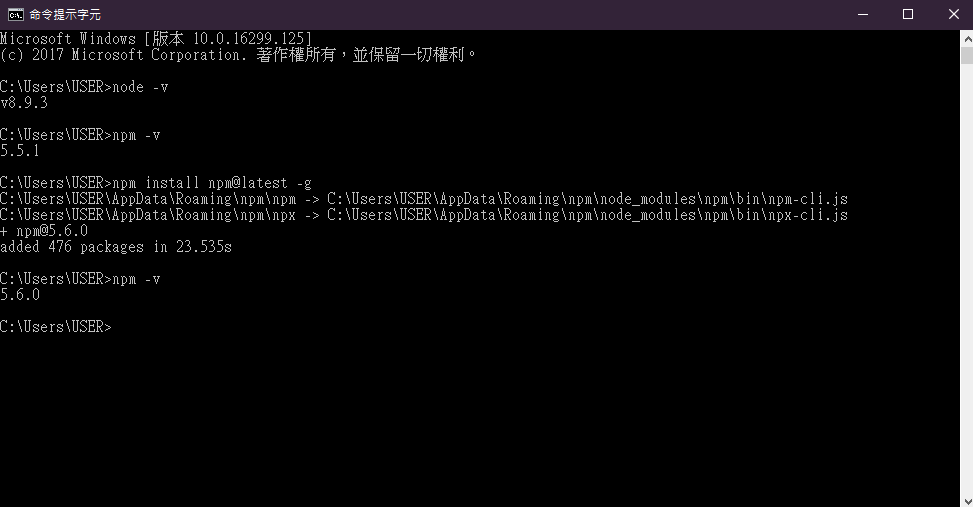 命令提示字元
Microsoft Windows [版本 10.0.16299.125]
(c) 2017 Microsoft Corporation. 著作權所有，並保留一切權利。
C:\Users\USER>node -v
v8.9.3
C:\Users\USER>npm -v
5.5.1
C:\Users\USER>npm install npm@latest -g
C:\Users\USER\AppData\Roaming\npm\npm -> C:\Users\USER\AppData\Roaming\npm\node_modules\npm\bin\npm-cli.js
C:\Users\USER\AppData\Roaming\npm\npx -> C:\Users\USER\AppData\Roaming\npm\node_modules\npm\bin\npx-cli.js
+ npm@5.6.0
added 476 packages in 23.535s
C:\Users\USER>npm -v
5.6.0
C:\Users\USER>